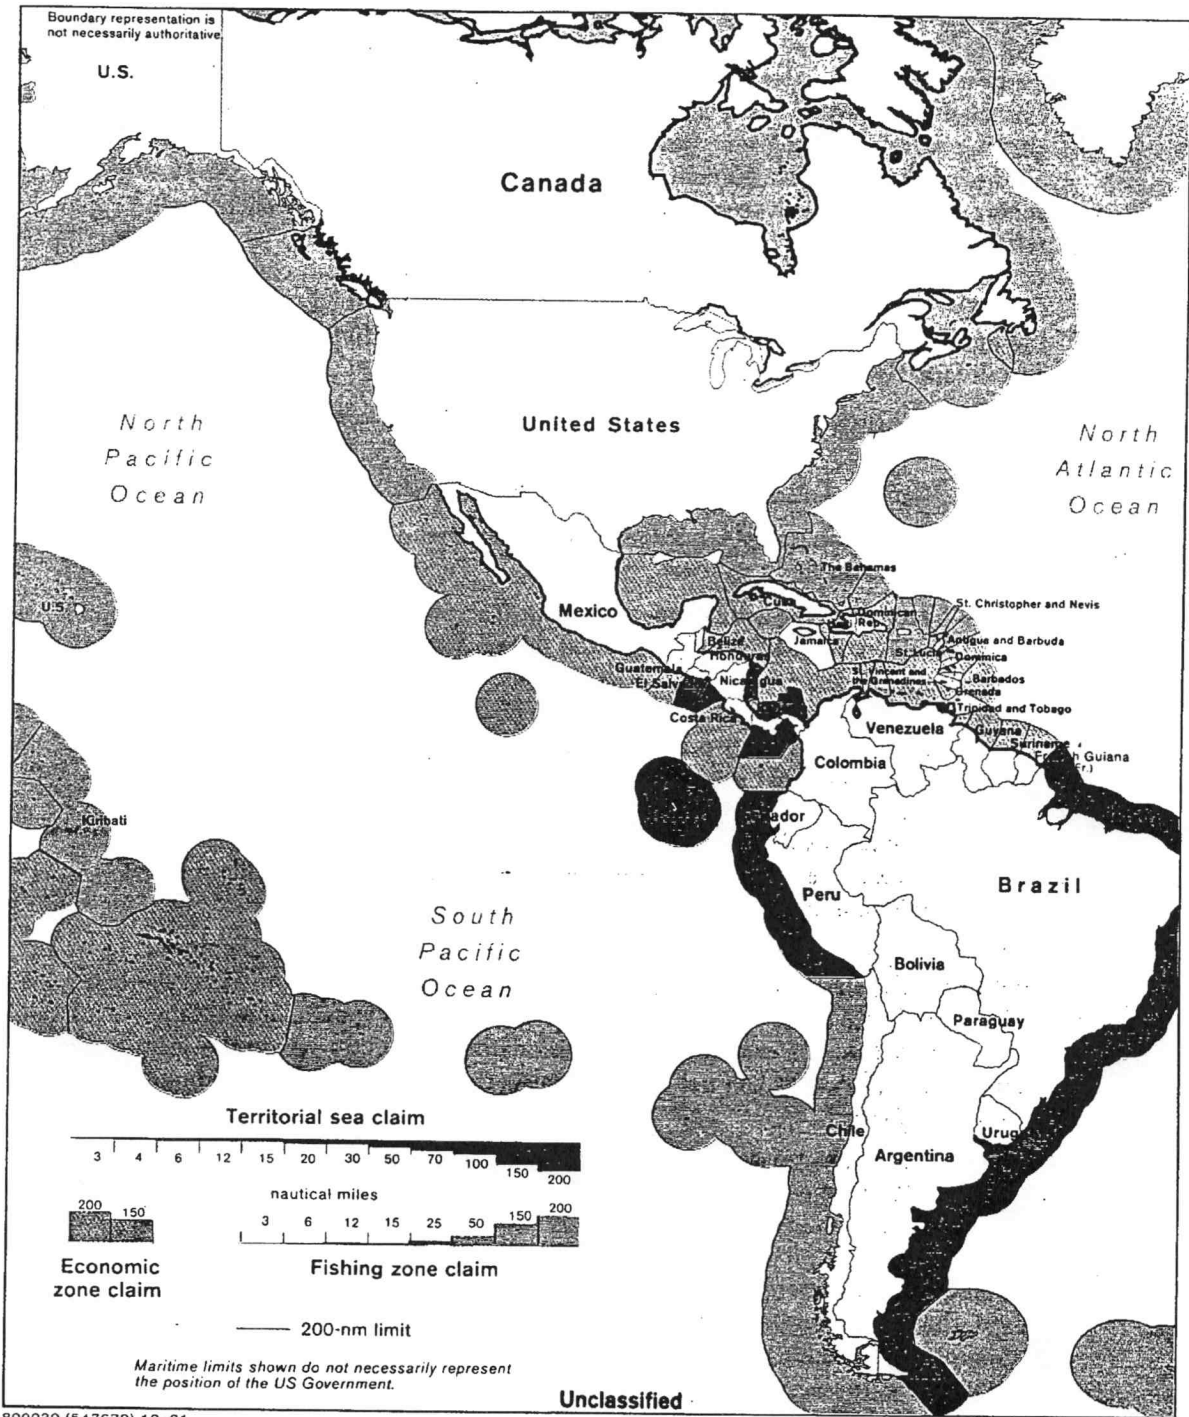 Boundary representation is
not necessarily authoritative.
U.S.
Canada
United States
North
Pacific
Ocean
North
Atlantic
Ocean
U.S.
Mexico
The Bahamas
Cuba
Dominican
Rep.
Haiti
Jamaica
St. Christopher and Nevis
Antigua and Barbuda
St. Lucia
Dominica
St. Vincent and
the Grenadines
Barbados
Grenada
Trinidad and Tobago
Belize
Honduras
Guatemala
El Salv
Nicaragua
Costa Rica
Venezuela
Guyana
Suriname
French Guiana
(Fr.)
Colombia
Ecuador
Kiribati
Peru
Brazil
South
Pacific
Ocean
Bolivia
Paraguay
Chile
Urug
Argentina
Territorial sea claim
3 4 6 12 15 20 30 50 70 100 150 200
nautical miles
200 150
3 6 12 15 25 50 150 200
Economic
zone claim
Fishing zone claim
200-nm limit
Maritime limits shown do not necessarily represent
the position of the US Government.
Unclassified